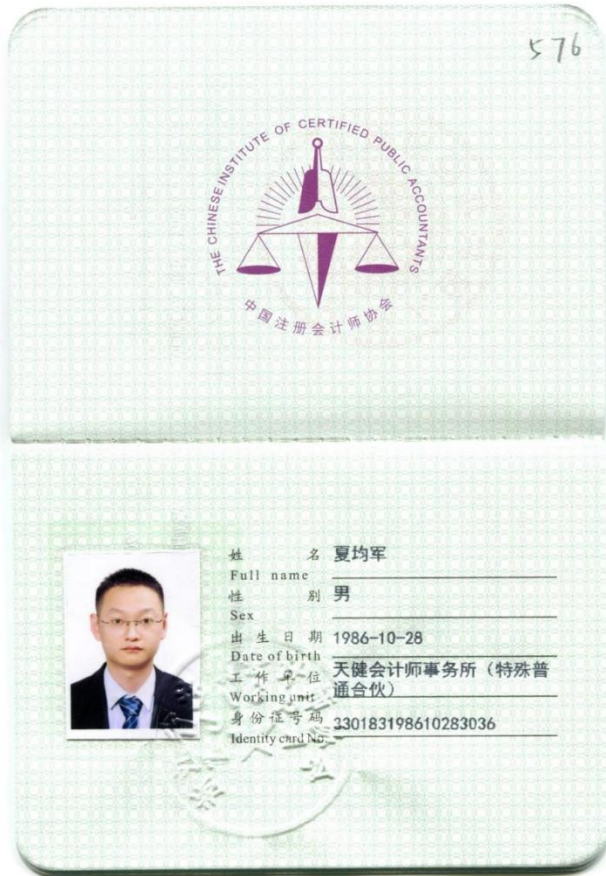 576
THE CHINESE INSTITUTE OF CERTIFIED PUBLIC ACCOUNTANTS
中国注册会计师协会
姓 名 夏均军
Full name
性 别 男
Sex
出生日期 1986-10-28
Date of birth
工作单位 天健会计师事务所（特殊普
Working unit 通合伙）
身份证号码 330183198610283036
Identity card No.